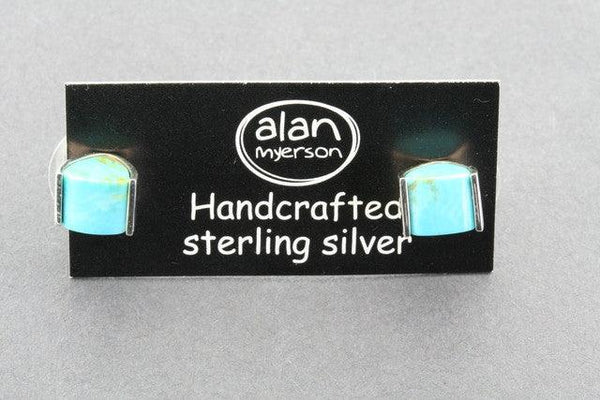 alan
myerson
Handcrafted
sterling silver